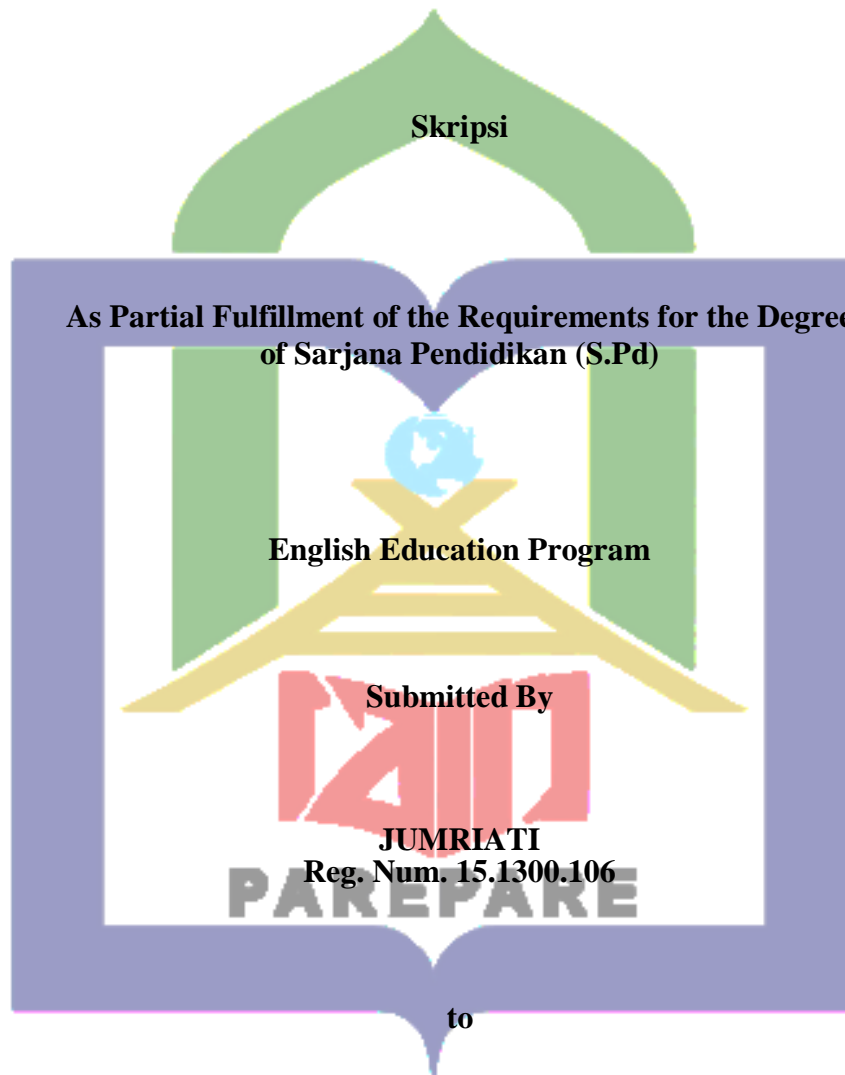 Skripsi
As Partial Fulfillment of the Requirements for the Degree
of Sarjana Pendidikan (S.Pd)
English Education Program
Submitted By
JUMRIATI
Reg. Num. 15.1300.106
PAREPARE
to